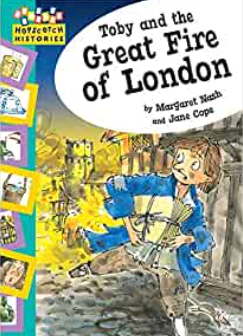 HOPSCOTCH
HISTORIES
Toby and the
Great Fire
of London
by Margaret Nash
and Jane Cope